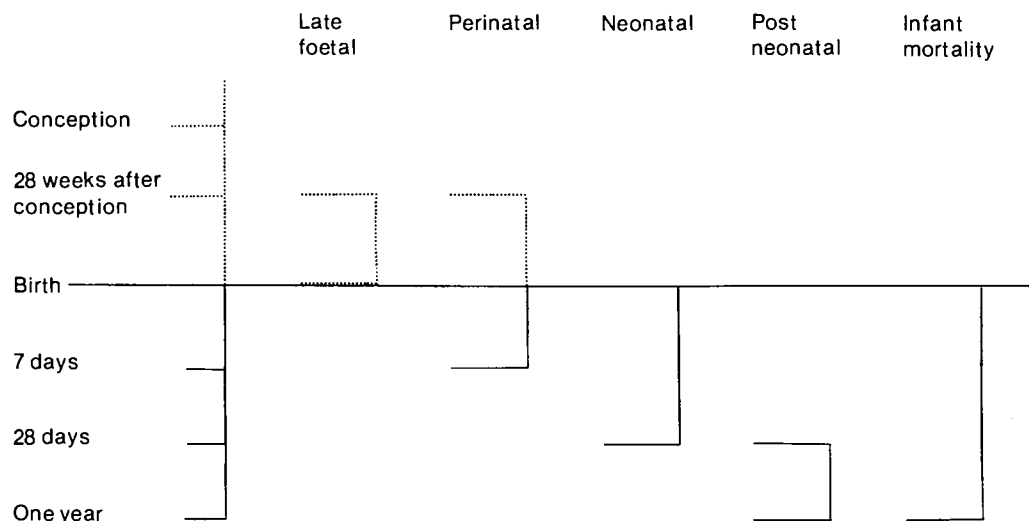 Late
foetal
Perinatal
Neonatal
Post
neonatal
Infant
mortality
Conception
28 weeks after
conception
Birth
7 days
28 days
One year